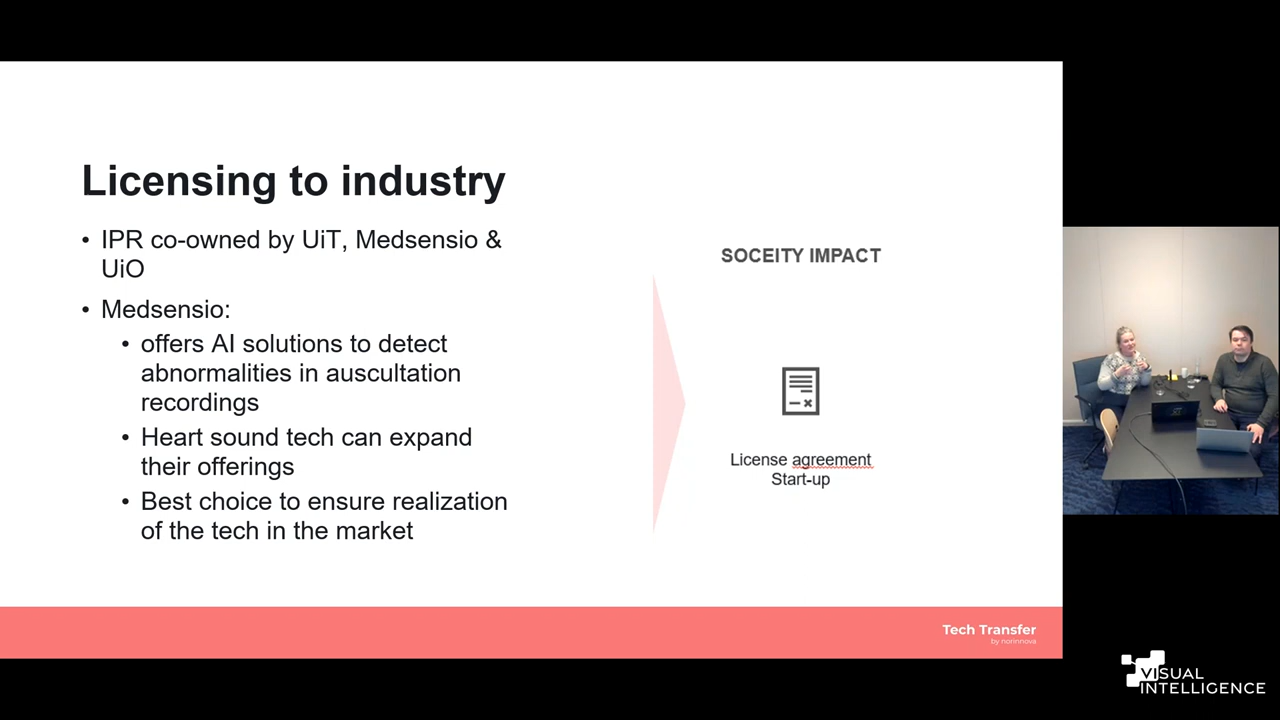 Licensing to industry
• IPR co-owned by UiT, Medsensio &
UiO
• Medsensio:
• offers AI solutions to detect
abnormalities in auscultation
recordings
• Heart sound tech can expand
their offerings
• Best choice to ensure realization
of the tech in the market
SOCEITY IMPACT
License agreement
Start-up
Tech Transfer
by norinnova
VISUAL
INTELLIGENCE